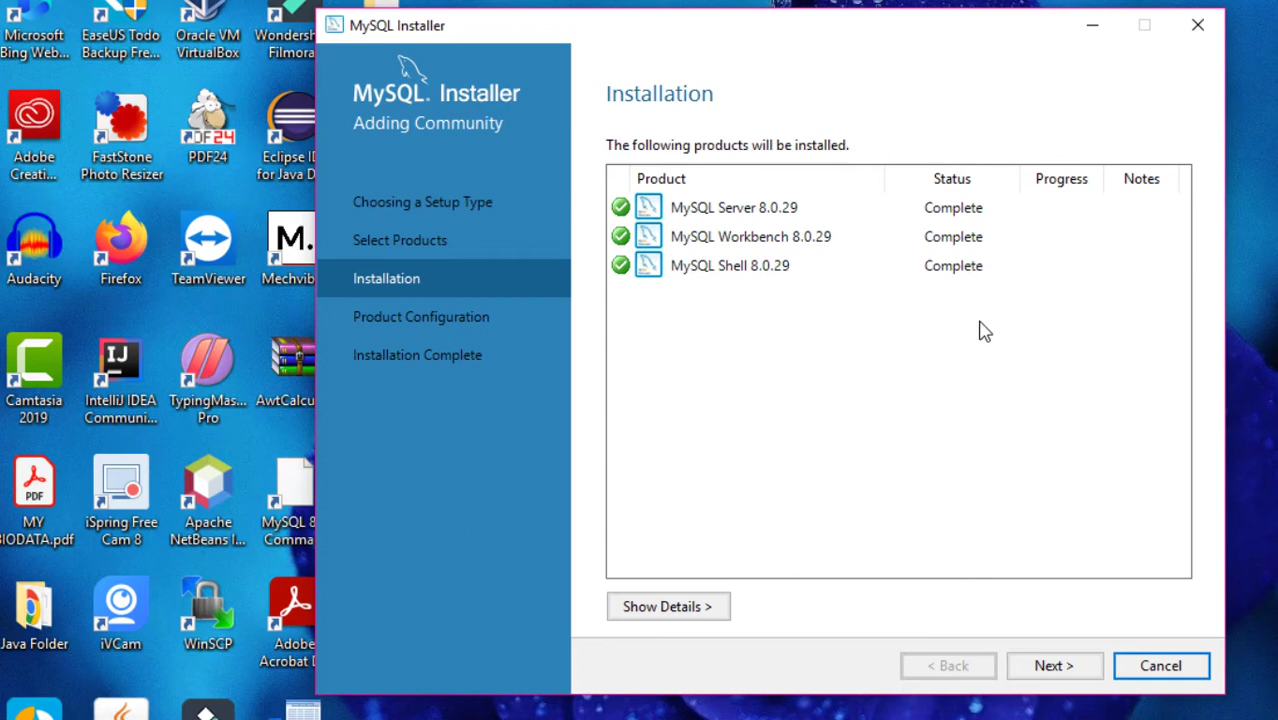 Microsoft
Bing Web...
EaseUS Todo
Backup Fre...
Oracle VM
VirtualBox
Wondersh
Filmora
Adobe
Creati...
FastStone
Photo Resizer
DF24
PDF24
Eclipse ID
for Java D
Audacity
Firefox
TeamViewer
M.
Mechvib
Camtasia
2019
IJ
IntelliJ IDEA
Communi...
TypingMas...
Pro
AwtCalcu
PDF
MY
BIODATA.pdf
iSpring Free
Cam 8
Apache
NetBeans I...
MySQL 8
Comma
Java Folder
iVCam
WinSCP
Adobe
Acrobat D
MySQL Installer
MySQL. Installer
Adding Community
Choosing a Setup Type
Select Products
Installation
Product Configuration
Installation Complete
Installation
The following products will be installed.
Product Status Progress Notes
MySQL Server 8.0.29 Complete
MySQL Workbench 8.0.29 Complete
MySQL Shell 8.0.29 Complete
Show Details >
< Back Next > Cancel